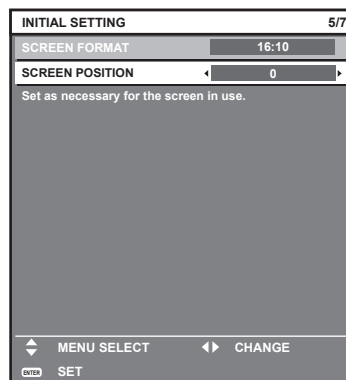 INITIAL SETTING 5/7
SCREEN FORMAT 16:10
SCREEN POSITION 0
Set as necessary for the screen in use.
MENU SELECT CHANGE
ENTER SET